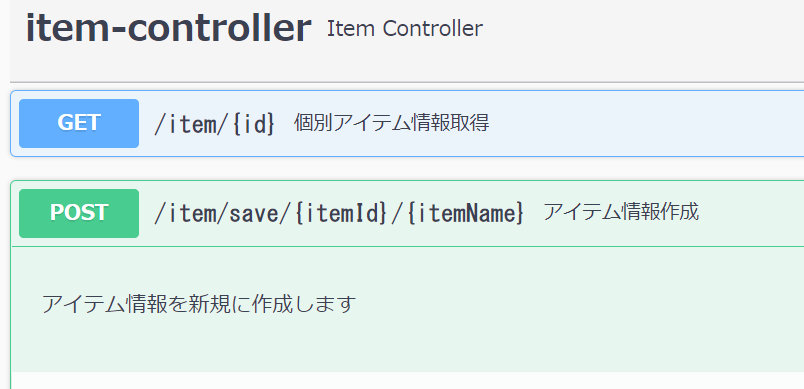 item-controller Item Controller
GET /item/{id} 個別アイテム情報取得
POST /item/save/{itemId}/{itemName} アイテム情報作成
アイテム情報を新規に作成します